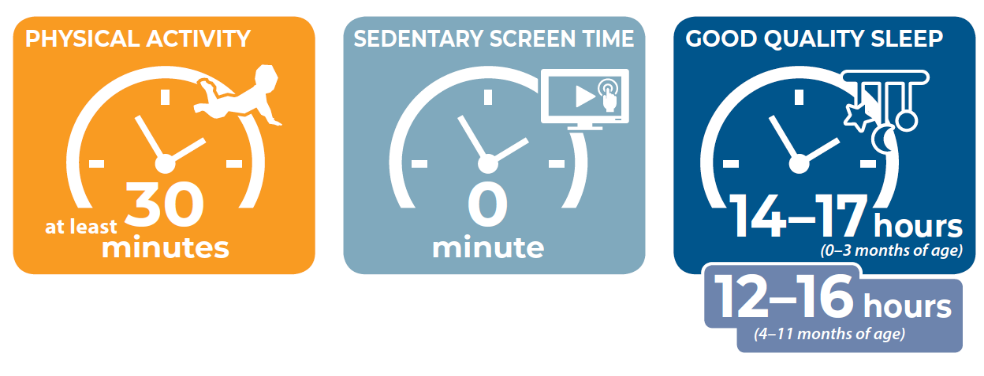 PHYSICAL ACTIVITY
at least 30
minutes
SEDENTARY SCREEN TIME
0
minute
GOOD QUALITY SLEEP
14–17 hours
(0–3 months of age)
12–16 hours
(4–11 months of age)